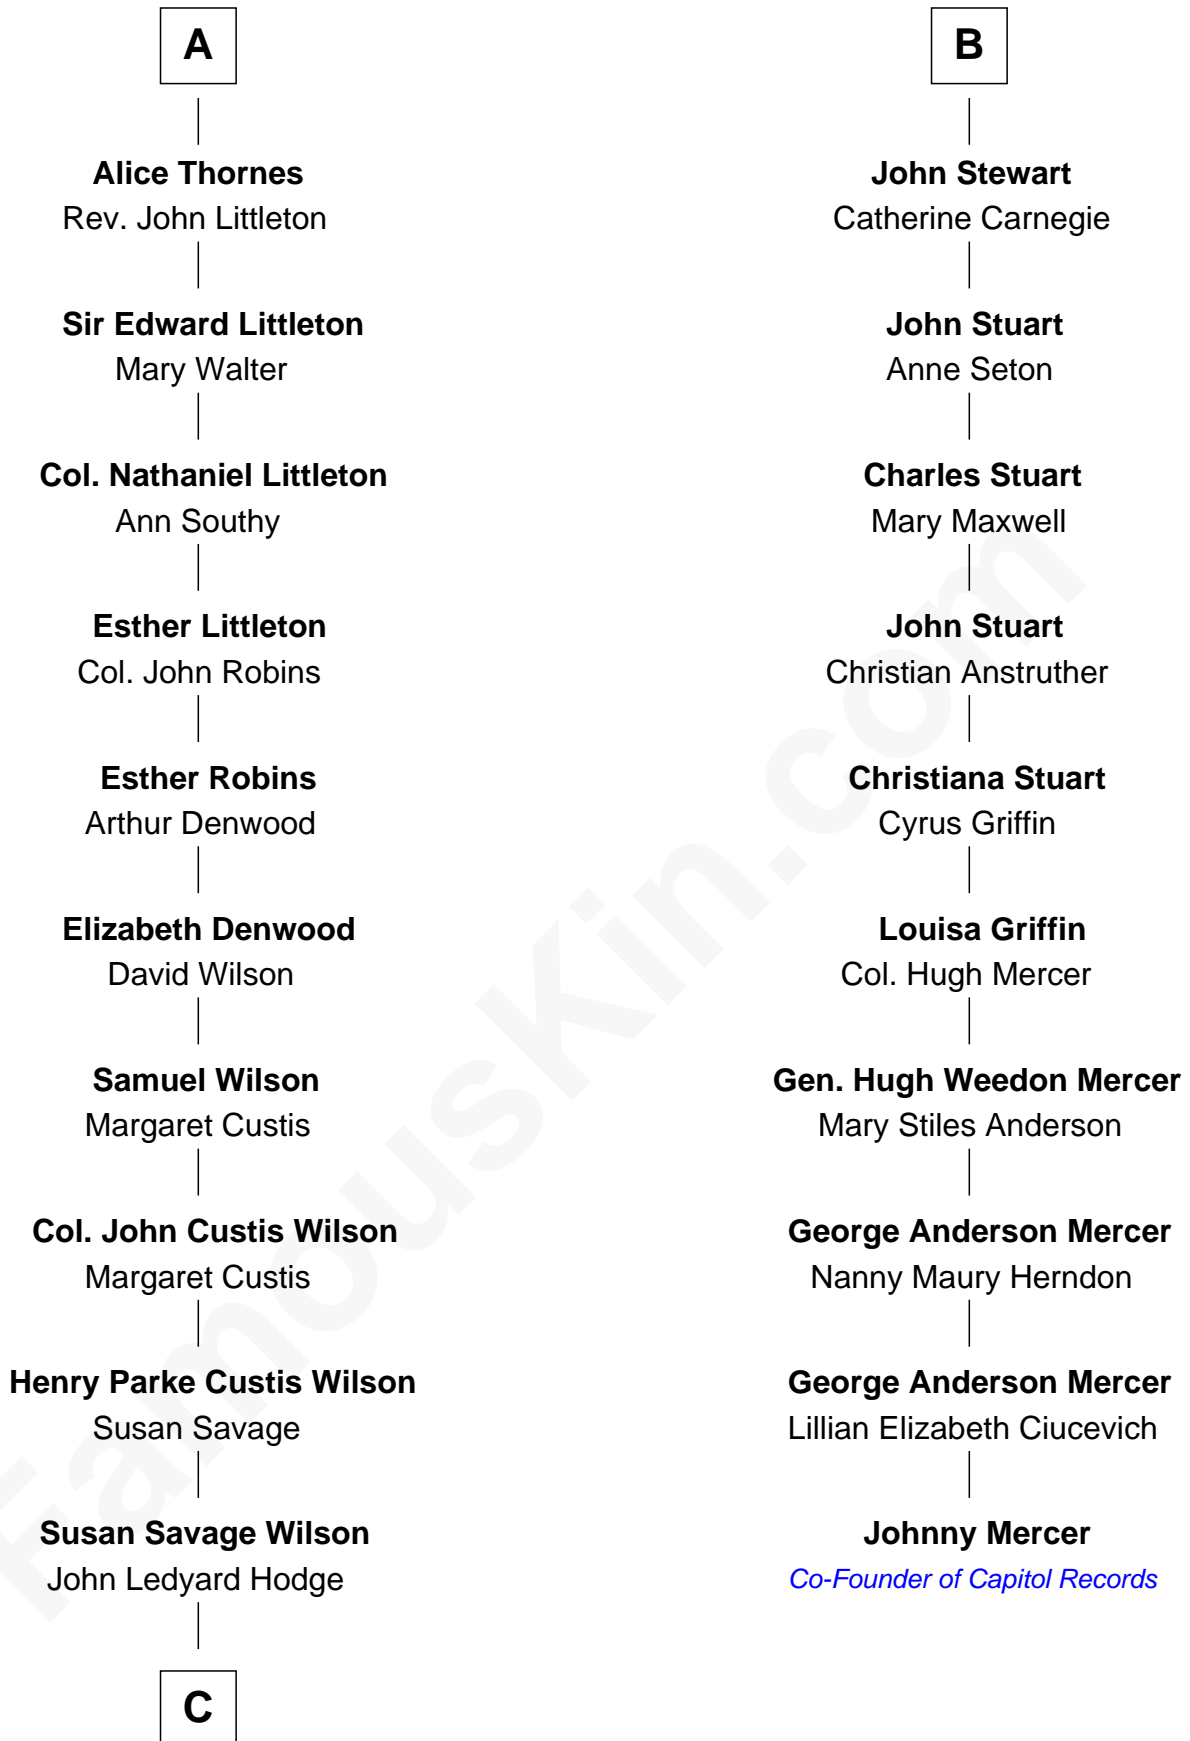 A
Alice Thornes
Rev. John Littleton
Sir Edward Littleton
Mary Walter
Col. Nathaniel Littleton
Ann Southy
Esther Littleton
Col. John Robins
Esther Robins
Arthur Denwood
Elizabeth Denwood
David Wilson
Samuel Wilson
Margaret Custis
Col. John Custis Wilson
Margaret Custis
Henry Parke Custis Wilson
Susan Savage
Susan Savage Wilson
John Ledyard Hodge
C
B
John Stewart
Catherine Carnegie
John Stuart
Anne Seton
Charles Stuart
Mary Maxwell
John Stuart
Christian Anstruther
Christiana Stuart
Cyrus Griffin
Louisa Griffin
Col. Hugh Mercer
Gen. Hugh Weedon Mercer
Mary Stiles Anderson
George Anderson Mercer
Nanny Maury Herndon
George Anderson Mercer
Lillian Elizabeth Ciucevich
Johnny Mercer
Co-Founder of Capitol Records
FamousKin.com